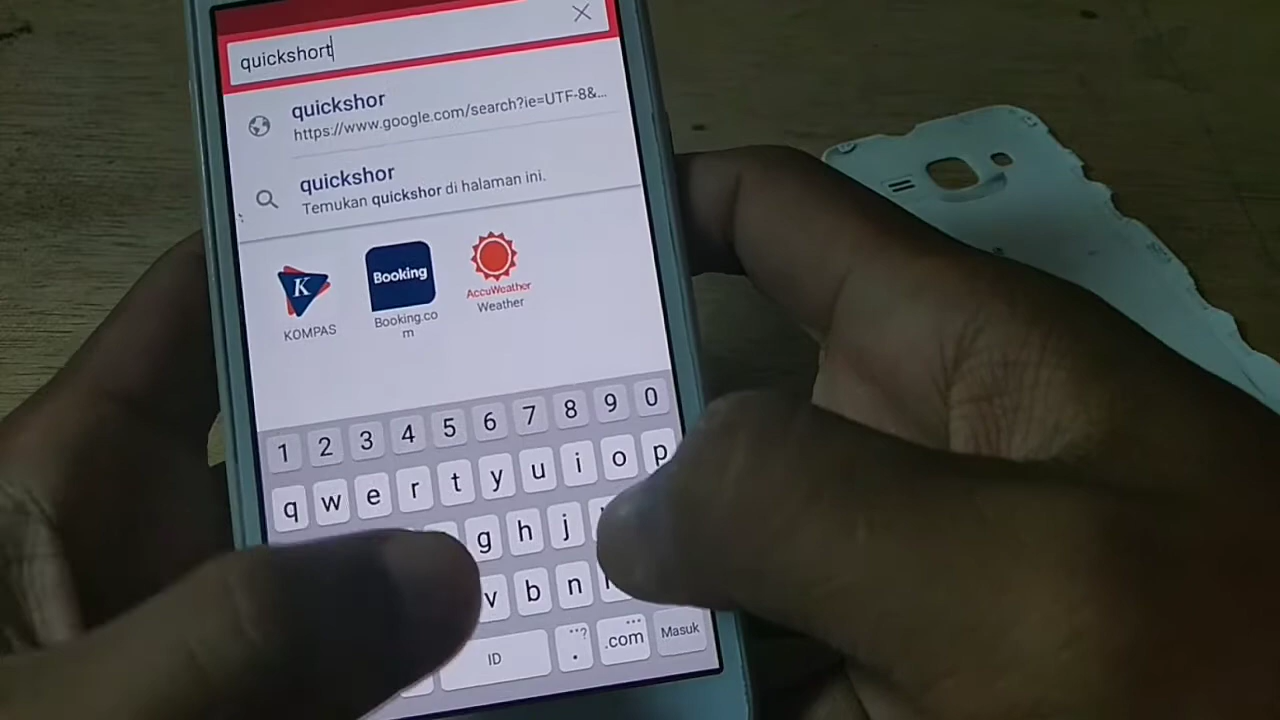 quickshort
quickshor
https://www.google.com/search?ie=UTF-8&...
quickshor
Temukan quickshor di halaman ini.
K
KOMPAS
Booking
Booking.co
m
AccuWeather
Weather
1 2 3 4 5 6 7 8 9 0
q w e r t y u i o p
g h j
v b n
ID . ...? .com ... Masuk